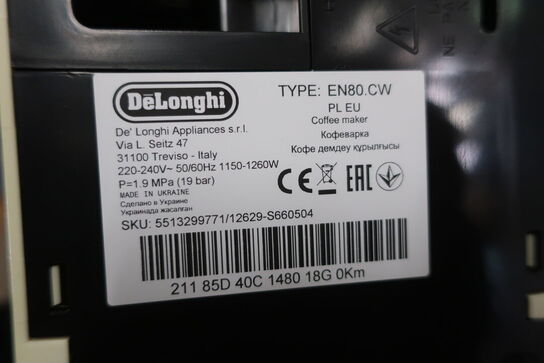 DeLonghi
TYPE: EN80.CW
PL EU
Coffee maker
Кофеварка
Кофе демдеу құрылғысы
De' Longhi Appliances s.r.l.
Via L. Seitz 47
31100 Treviso - Italy
220-240V~ 50/60Hz 1150-1260W
P=1.9 MPa (19 bar)
MADE IN UKRAINE
Сделано в Украине
Украинада жасалған
CE EAC
SKU: 5513299771/12629-S660504
211 85D 40C 1480 18G 0Km